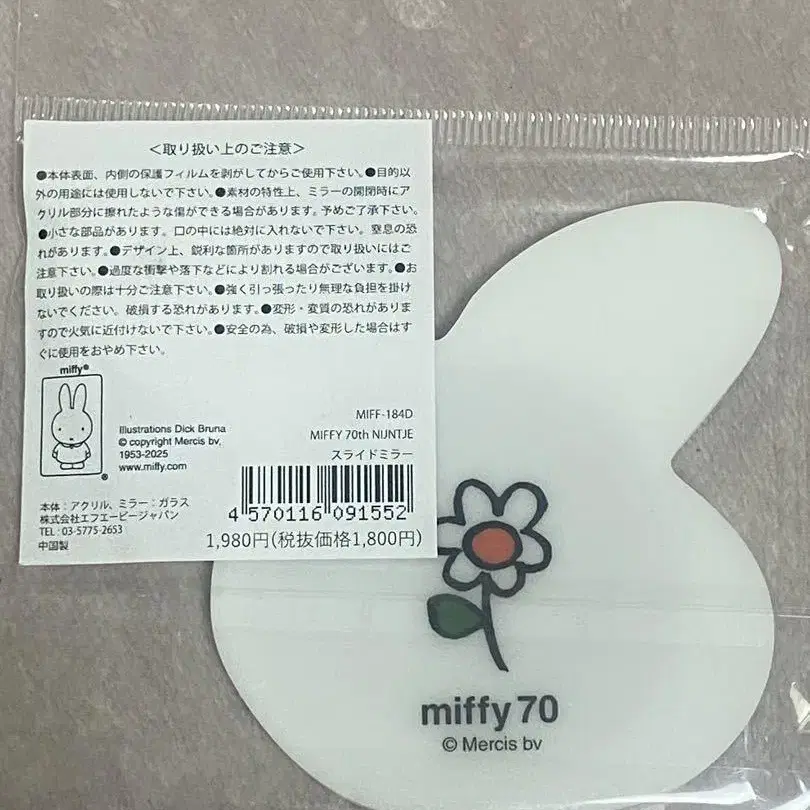 ＜取り扱い上のご注意＞
●本体表面、内側の保護フィルムを剥がしてからご使用下さい。●目的以
外の用途には使用しないで下さい。●素材の特性上、ミラーの開閉時にア
クリル部分に擦れたような傷ができる場合があります。予めご了承下さい。
●小さな部品があります。口の中には絶対に入れないで下さい。窒息の恐
れがあります。●デザイン上、鋭利な箇所がありますので取り扱いにはご
注意下さい。●過度な衝撃や落下などにより割れる場合がございます。●お
取り扱いの際は十分ご注意下さい。●強く引っ張ったり無理な負担を掛け
ないでください。破損する恐れがあります。●変形・変質の恐れがありま
すので火気に近付けないで下さい。●安全の為、破損や変形した場合はす
ぐに使用をおやめ下さい。
miffy®
®
Illustrations Dick Bruna
© copyright Mercis bv,
1953-2025
www.miffy.com
MIFF-184D
MIFFY 70th NIJNTJE
スライドミラー
本体：アクリル、ミラー：ガラス
株式会社エフエービージャパン
TEL：03-5775-2653
中国製
4 570116 091552
1,980円(税抜価格1,800円)
miffy 70
© Mercis bv